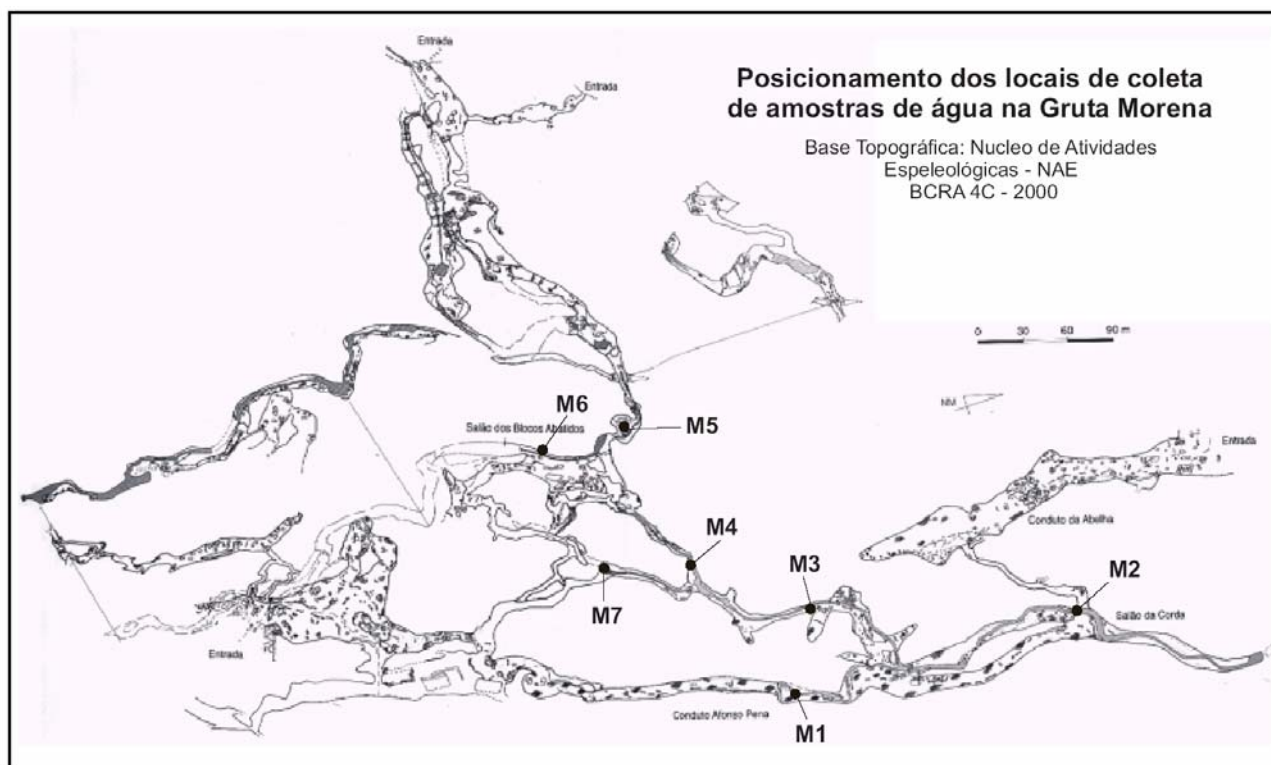 Entrada
Entrada
Posicionamento dos locais de coleta
de amostras de água na Gruta Morena
Base Topográfica: Nucleo de Atividades
Espeleológicas - NAE
BCRA 4C - 2000
0 30 60 90 m
NM
M6
Salão dos Blocos Abatidos
M5
Entrada
Conduto da Abelha
M4
M3
M2
M7
Salão da Corda
Entrada
Conduto Afonso Pena
M1